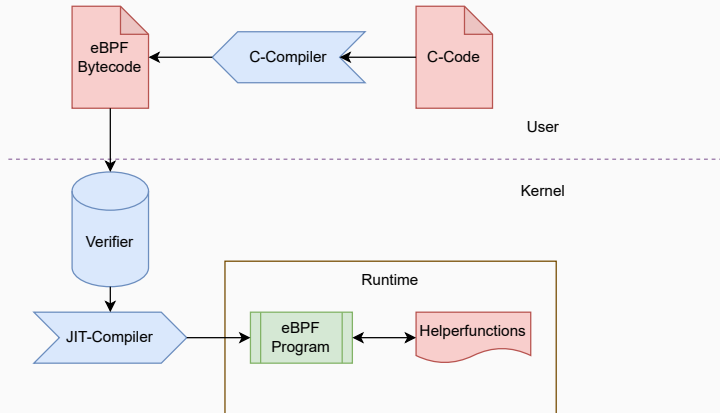 eBPF
Bytecode
C-Compiler
C-Code
User
Kernel
Verifier
Runtime
JIT-Compiler
eBPF
Program
Helperfunctions